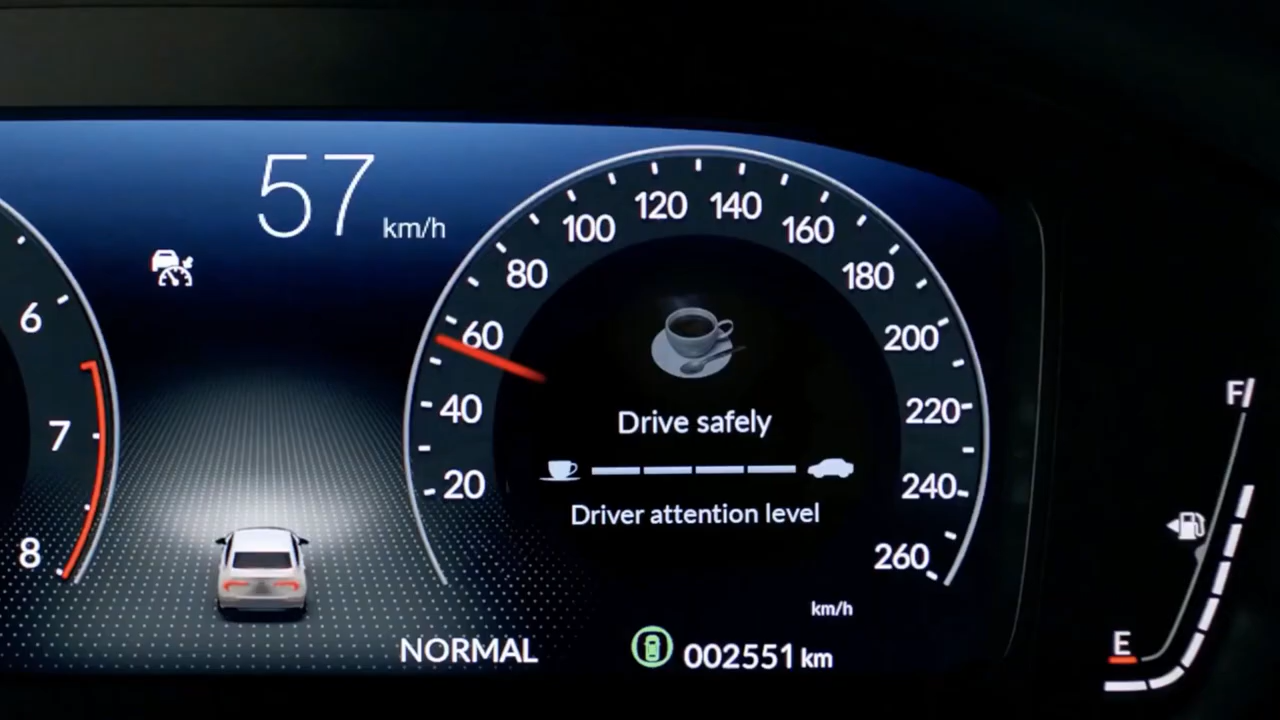 57 km/h
6
7
8
20
40
60
80
100
120
140
160
180
200
220
240
260
Drive safely
Driver attention level
km/h
NORMAL
002551 km
F
E